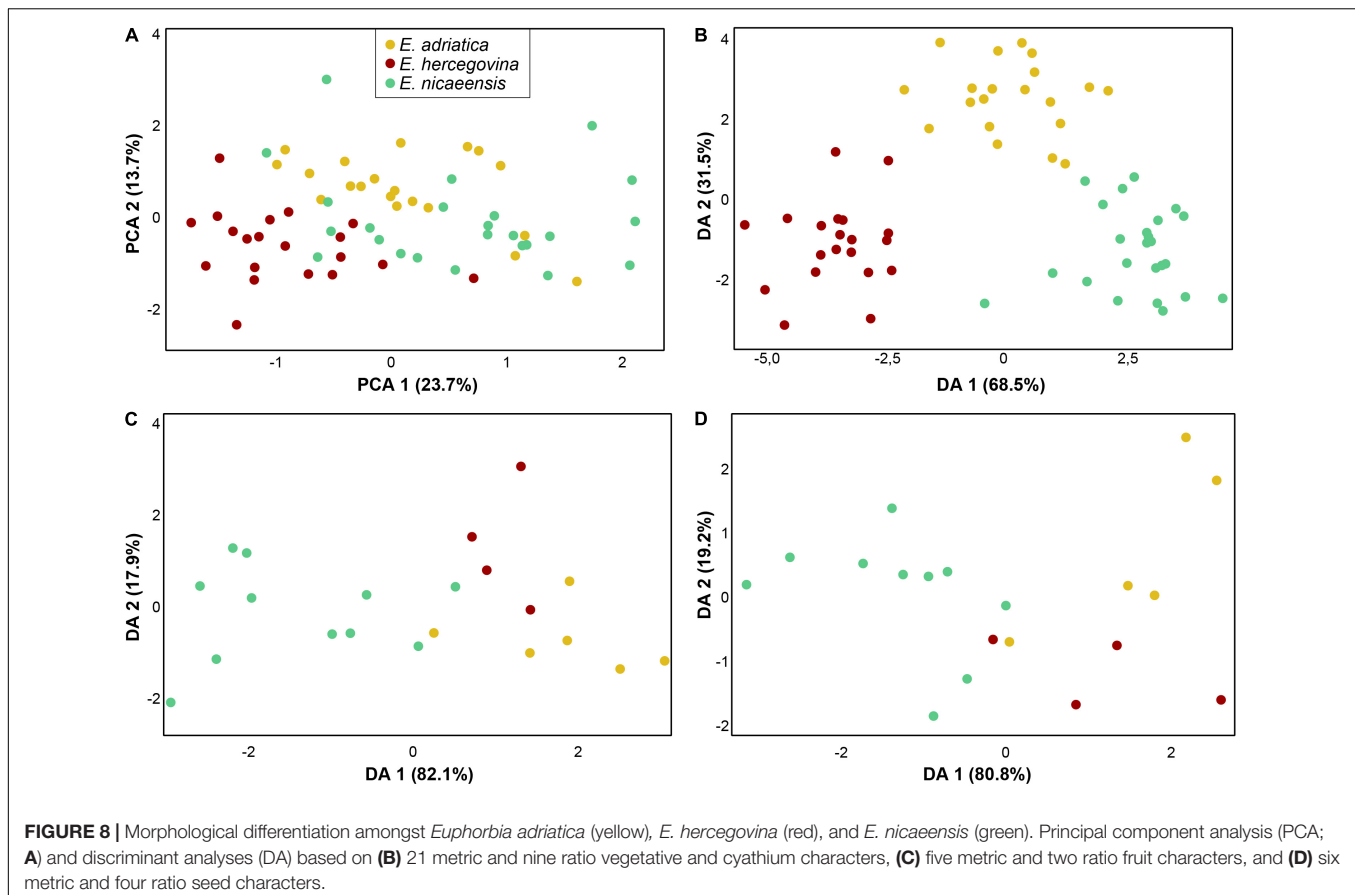 A
4
2
0
-2
PCA 2 (13.7%)
-1
0
1
2
PCA 1 (23.7%)
E. adriatica
E. hercegovina
E. nicaeensis
B
4
2
0
-2
DA 2 (31.5%)
-5,0
-2,5
0
2,5
DA 1 (68.5%)
C
4
2
0
-2
DA 2 (17.9%)
-2
0
2
DA 1 (82.1%)
D
2
1
0
-1
-2
DA 2 (19.2%)
-2
0
2
DA 1 (80.8%)
FIGURE 8 | Morphological differentiation amongst Euphorbia adriatica (yellow), E. hercegovina (red), and E. nicaeensis (green). Principal component analysis (PCA;
A) and discriminant analyses (DA) based on (B) 21 metric and nine ratio vegetative and cyathium characters, (C) five metric and two ratio fruit characters, and (D) six
metric and four ratio seed characters.